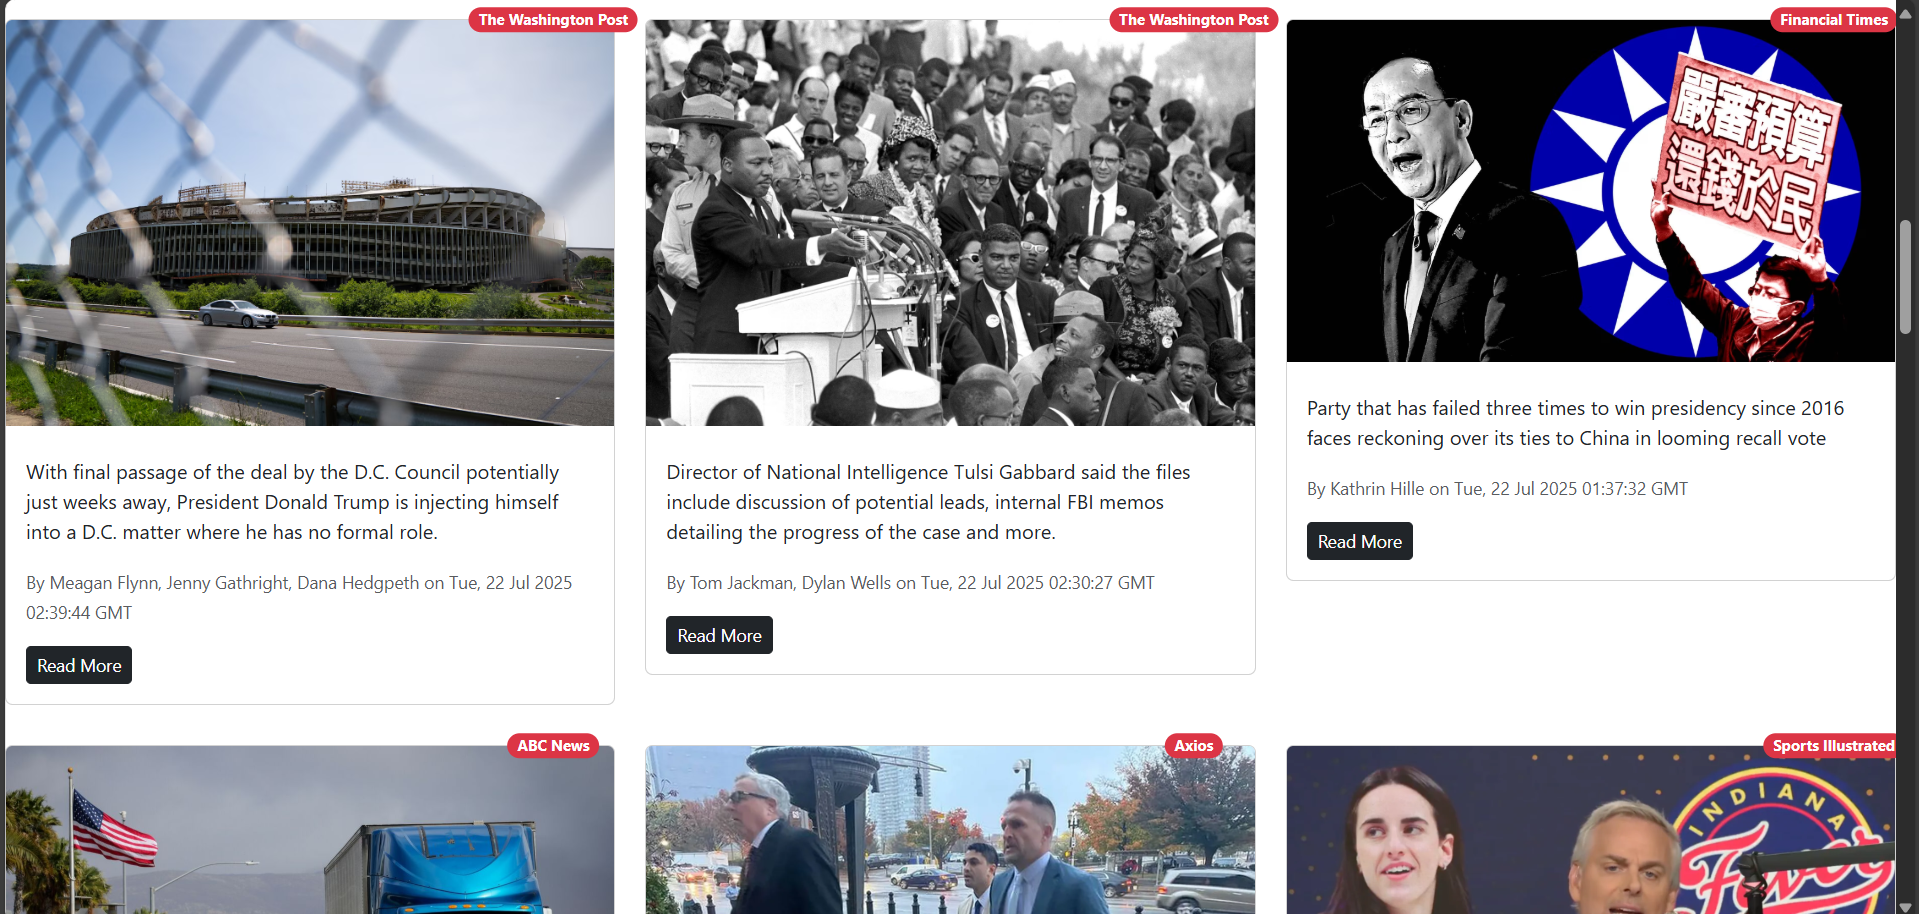 The Washington Post
The Washington Post
Financial Times
嚴審預算
還錢於民
With final passage of the deal by the D.C. Council potentially
just weeks away, President Donald Trump is injecting himself
into a D.C. matter where he has no formal role.
By Meagan Flynn, Jenny Gathright, Dana Hedgpeth on Tue, 22 Jul 2025
02:39:44 GMT
Read More
Director of National Intelligence Tulsi Gabbard said the files
include discussion of potential leads, internal FBI memos
detailing the progress of the case and more.
By Tom Jackman, Dylan Wells on Tue, 22 Jul 2025 02:30:27 GMT
Read More
Party that has failed three times to win presidency since 2016
faces reckoning over its ties to China in looming recall vote
By Kathrin Hille on Tue, 22 Jul 2025 01:37:32 GMT
Read More
ABC News
Axios
Sports Illustrated
INDIANA
Fever